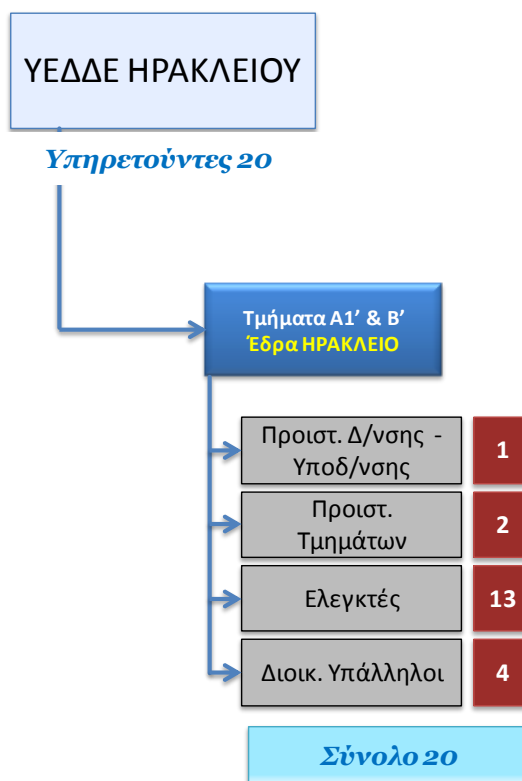 ΥΕΔΔΕ ΗΡΑΚΛΕΙΟΥ
Υπηρετούντες 20
Τμήματα Α1’ & Β’
Έδρα ΗΡΑΚΛΕΙΟ
Προιστ. Δ/νσης -
Υποδ/νσης
1
Προιστ.
Τμημάτων
2
Ελεγκτές
13
Διοικ. Υπάλληλοι
4
Σύνολο 20